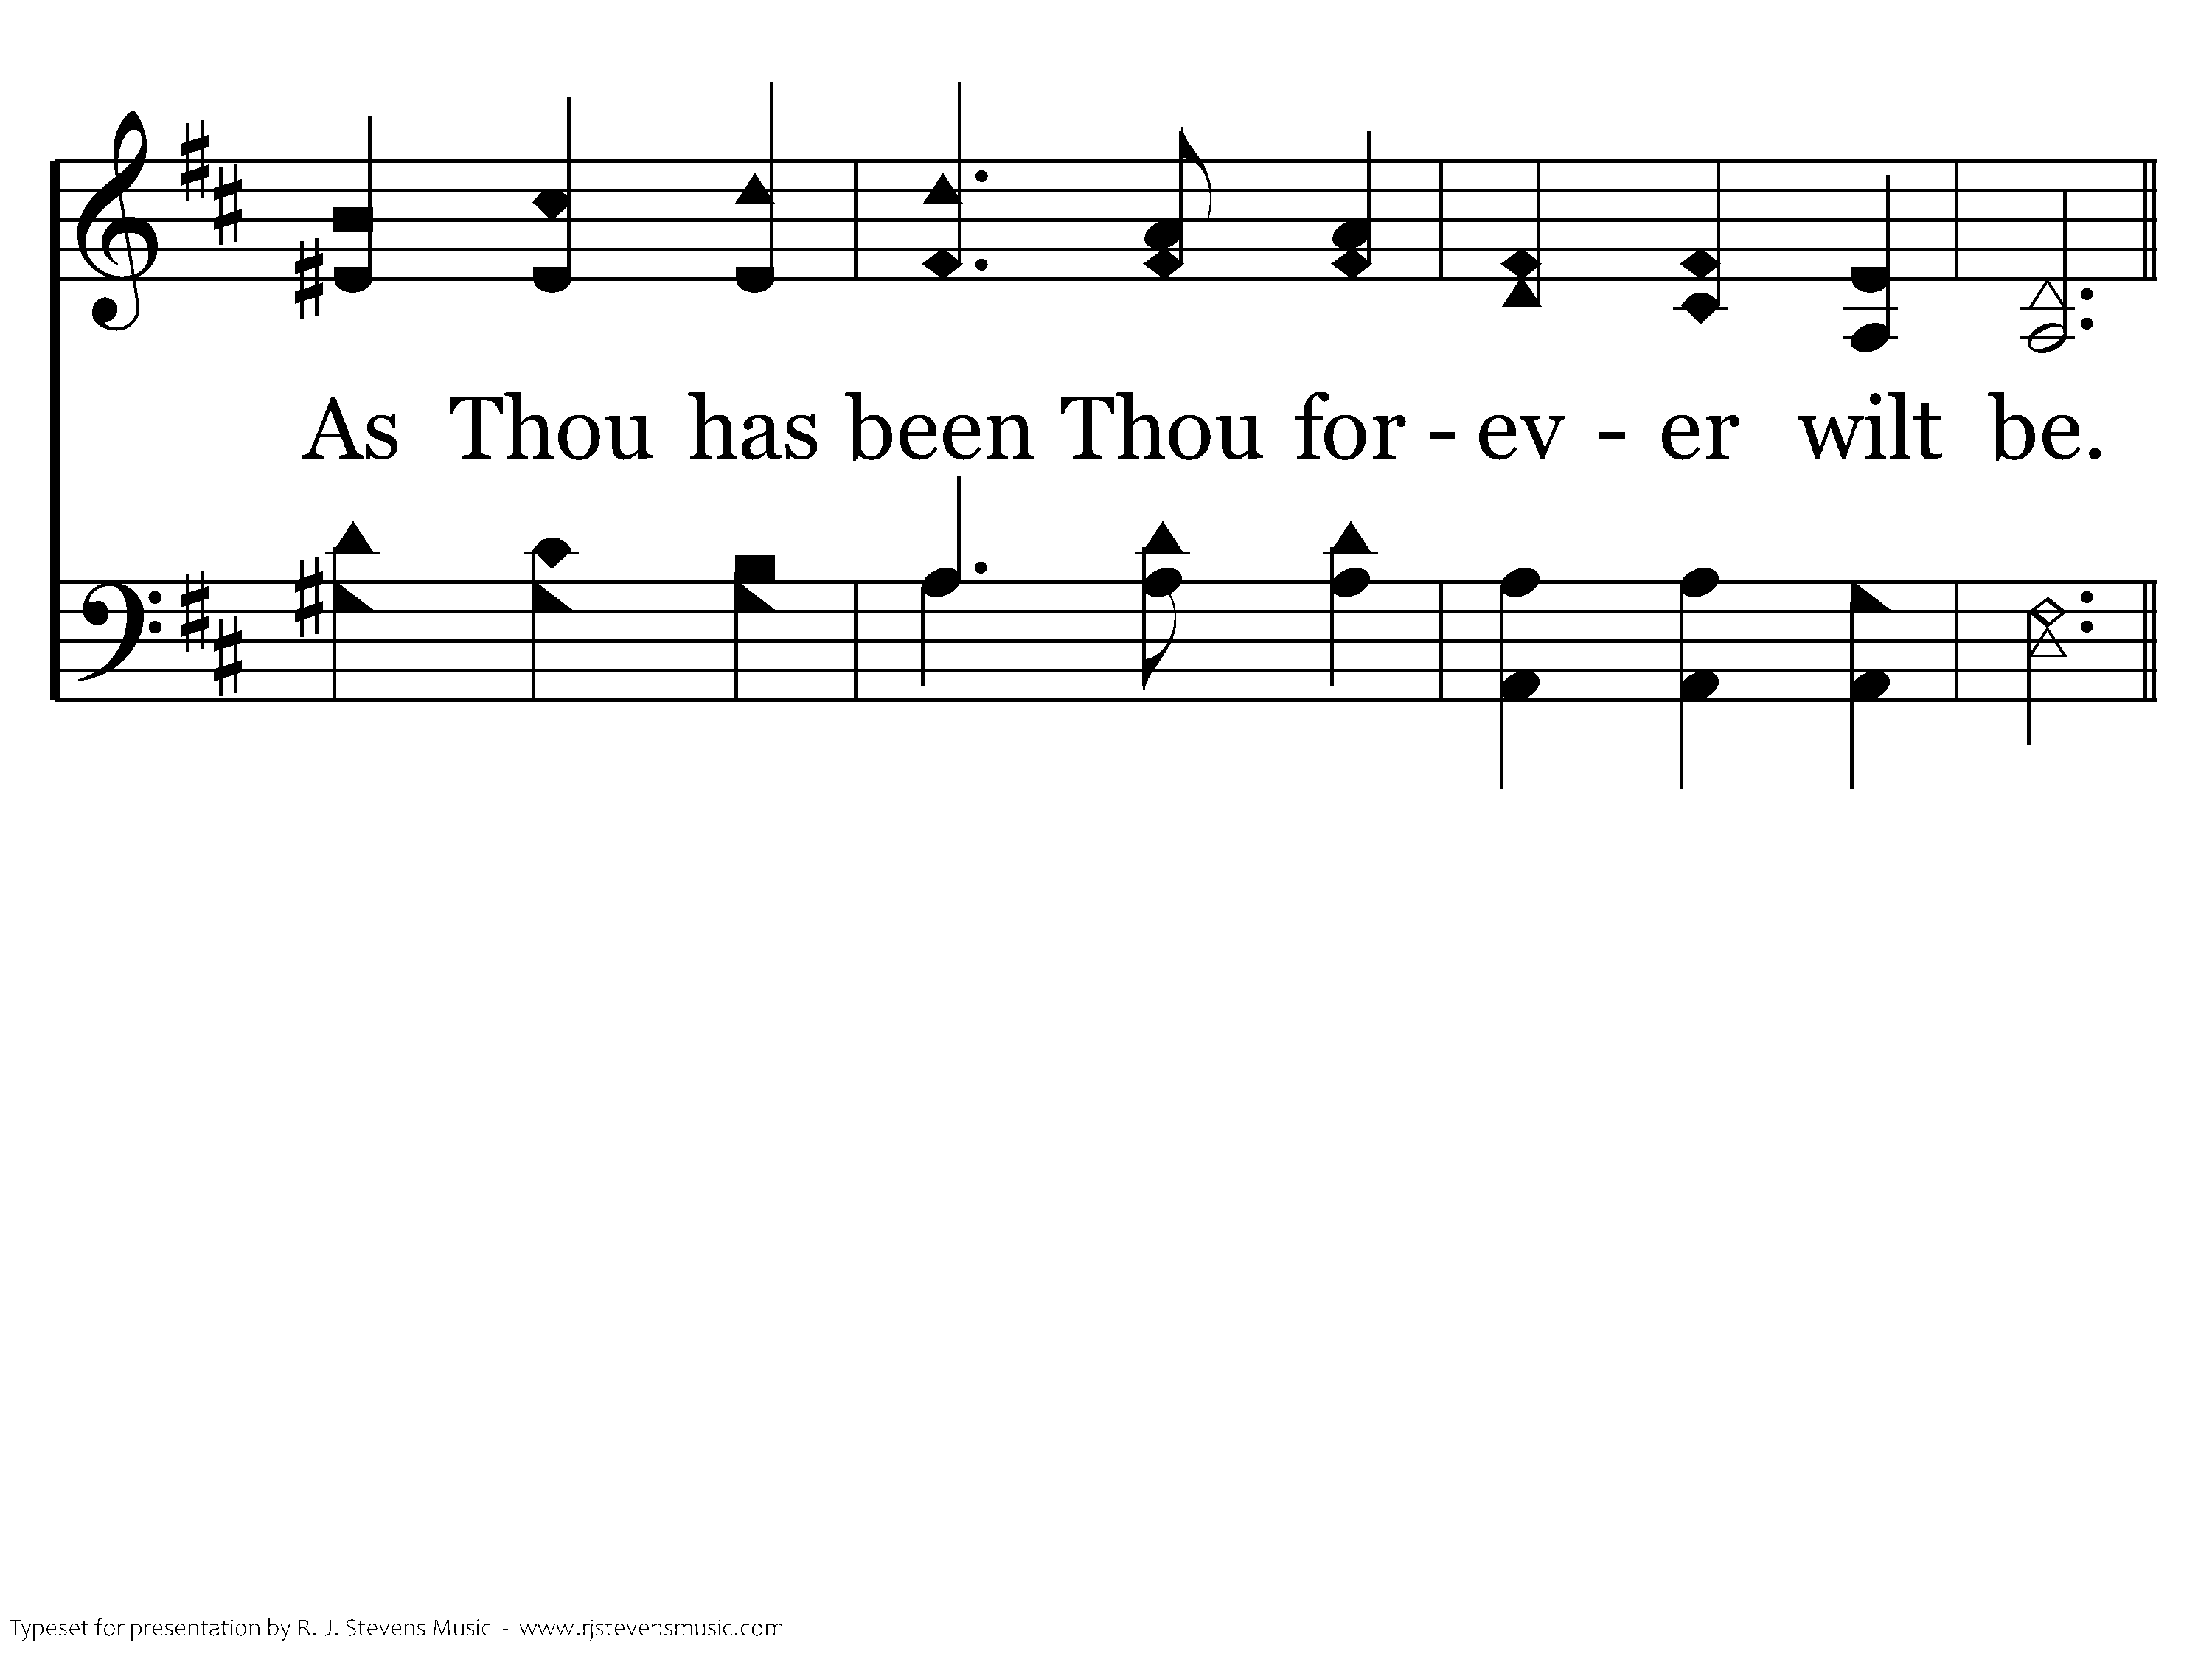 As Thou has been Thou for - ev - er wilt be.
Typeset for presentation by R. J. Stevens Music - www.rjstevensmusic.com